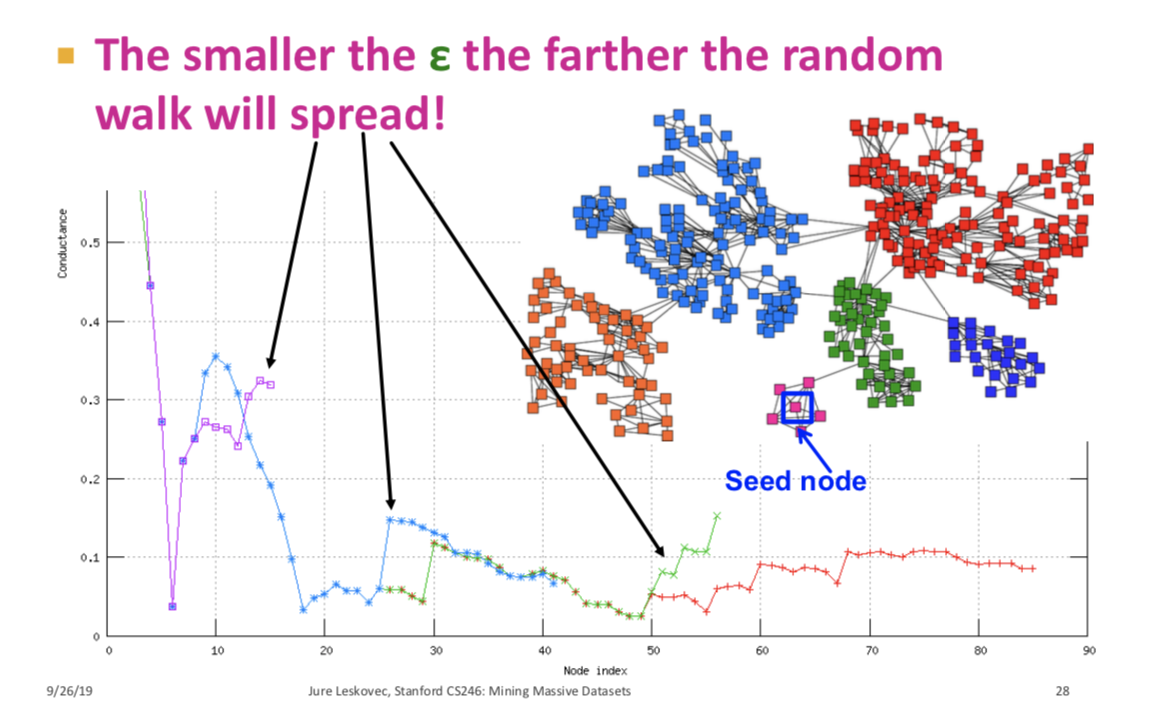 The smaller the ε the farther the random
walk will spread!
Conductance
0.5
0.4
0.3
0.2
0.1
0
Seed node
0 10 20 30 40 50 60 70 80 90
Node index
9/26/19 Jure Leskovec, Stanford CS246: Mining Massive Datasets 28